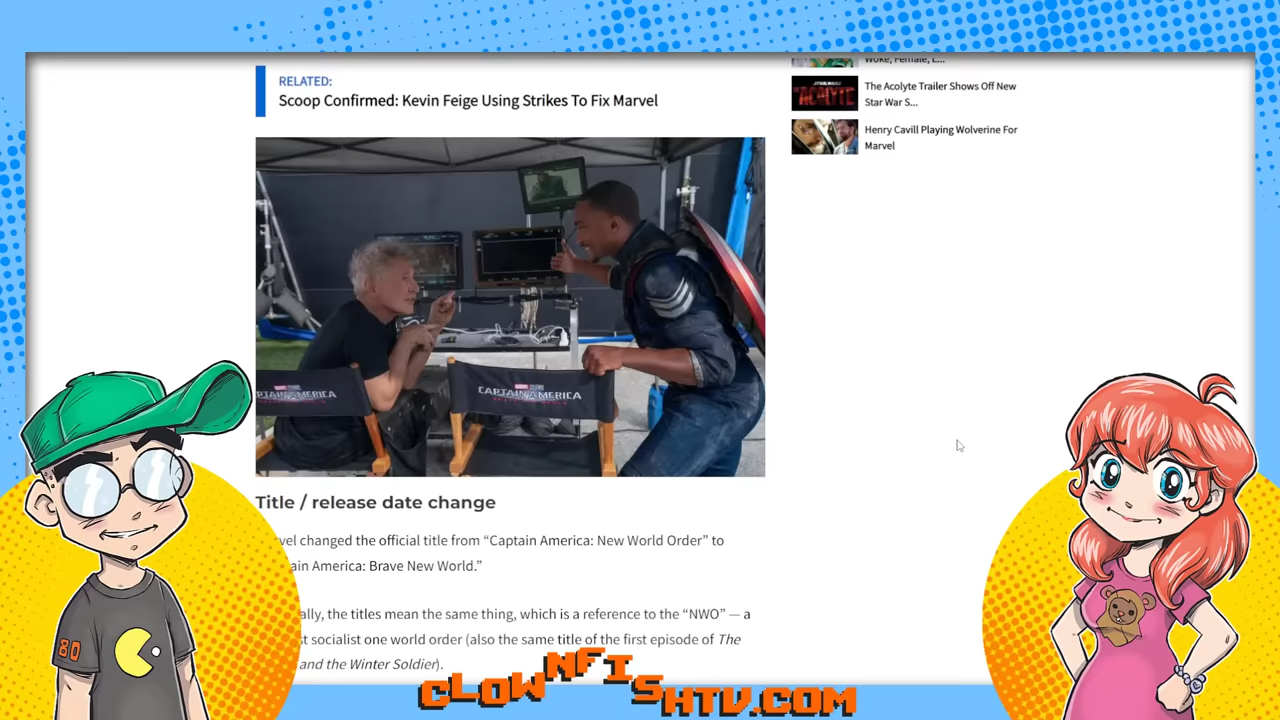 RELATED:
Scoop Confirmed: Kevin Feige Using Strikes To Fix Marvel
Woke, Female, L...
STAR WARS
ACOLYTE
The Acolyte Trailer Shows Off New
Star War S...
Henry Cavill Playing Wolverine For
Marvel
CAPTAIN AMERICA
CAPTAIN AMERICA
Title / release date change
vel changed the official title from “Captain America: New World Order” to
ain America: Brave New World.”
ally, the titles mean the same thing, which is a reference to the “NWO” — a
st socialist one world order (also the same title of the first episode of The
and the Winter Soldier).
80
CLOWNFISHTV.COM